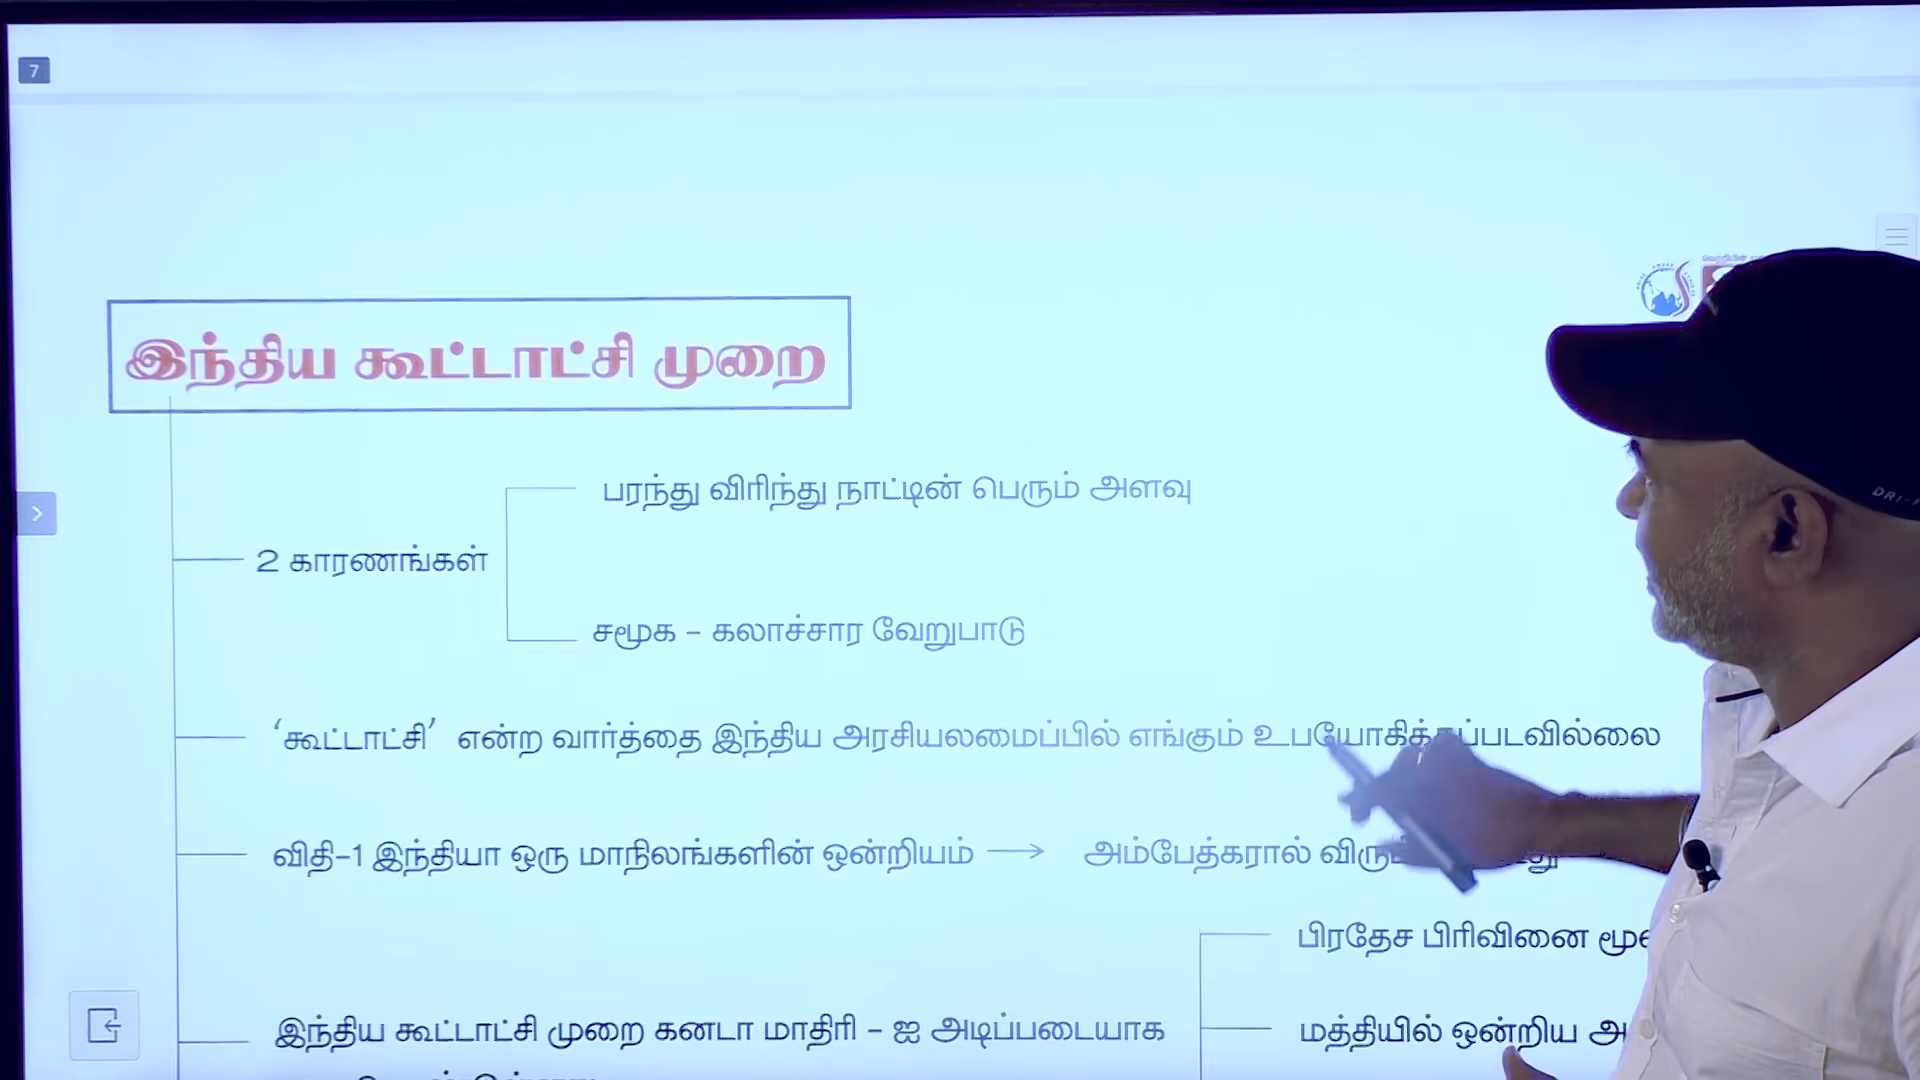 7
இந்திய கூட்டாட்சி முறை
பரந்து விரிந்து நாட்டின் பெரும் அளவு
2 காரணங்கள்
சமூக - கலாச்சார வேறுபாடு
'கூட்டாட்சி' என்ற வார்த்தை இந்திய அரசியலமைப்பில் எங்கும் உபயோகிக்கப்படவில்லை
விதி-1 இந்தியா ஒரு மாநிலங்களின் ஒன்றியம் → அம்பேத்கரால்
பிரதேச பிரிவினை
இந்திய கூட்டாட்சி முறை கனடா மாதிரி - ஐ அடிப்படையாக
மத்தியில் ஒன்றிய